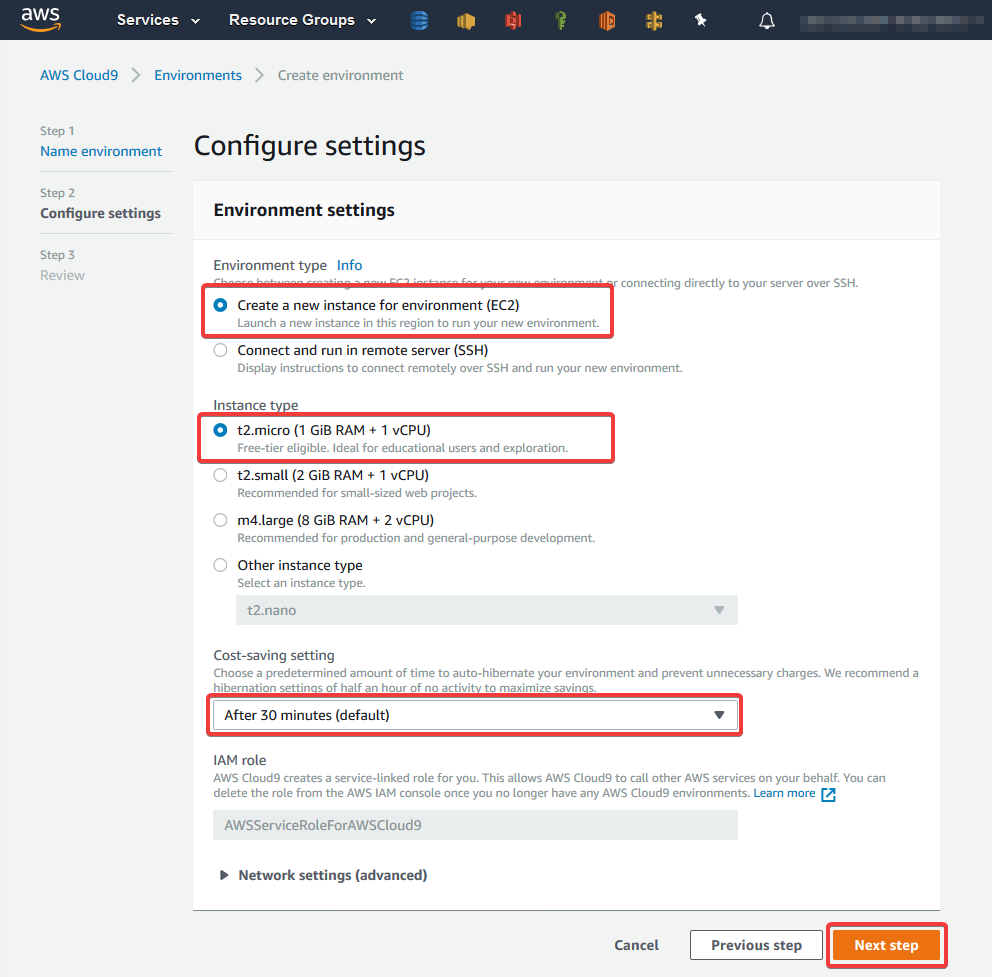 aws Services Resource Groups
AWS Cloud9 Environments Create environment
Step 1
Name environment
Step 2
Configure settings
Step 3
Review
Configure settings
Environment settings
Environment type Info
Choose between creating a new EC2 instance for your new environment or connecting directly to your server over SSH.
Create a new instance for environment (EC2)
Launch a new instance in this region to run your new environment.
Connect and run in remote server (SSH)
Display instructions to connect remotely over SSH and run your new environment.
Instance type
t2.micro (1 GiB RAM + 1 vCPU)
Free-tier eligible. Ideal for educational users and exploration.
t2.small (2 GiB RAM + 1 vCPU)
Recommended for small-sized web projects.
m4.large (8 GiB RAM + 2 vCPU)
Recommended for production and general-purpose development.
Other instance type
Select an instance type.
t2.nano
Cost-saving setting
Choose a predetermined amount of time to auto-hibernate your environment and prevent unnecessary charges. We recommend a
hibernation settings of half an hour of no activity to maximize savings.
After 30 minutes (default)
IAM role
AWS Cloud9 creates a service-linked role for you. This allows AWS Cloud9 to call other AWS services on your behalf. You can
delete the role from the AWS IAM console once you no longer have any AWS Cloud9 environments. Learn more
AWSServiceRoleForAWSCloud9
Network settings (advanced)
Cancel Previous step Next step